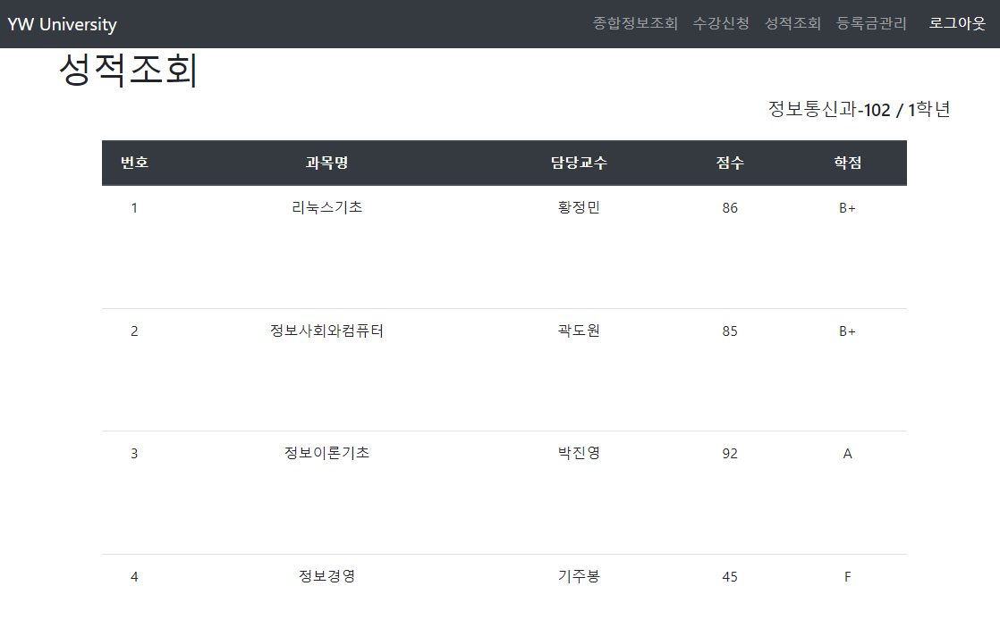 YW University 종합정보조회 수강신청 성적조회 등록금관리 로그아웃
성적조회
정보통신과-102 / 1학년
번호 과목명 담당교수 점수 학점
1 리눅스기초 황정민 86 B+
2 정보사회와컴퓨터 곽도원 85 B+
3 정보이론기초 박진영 92 A
4 정보경영 기주봉 45 F